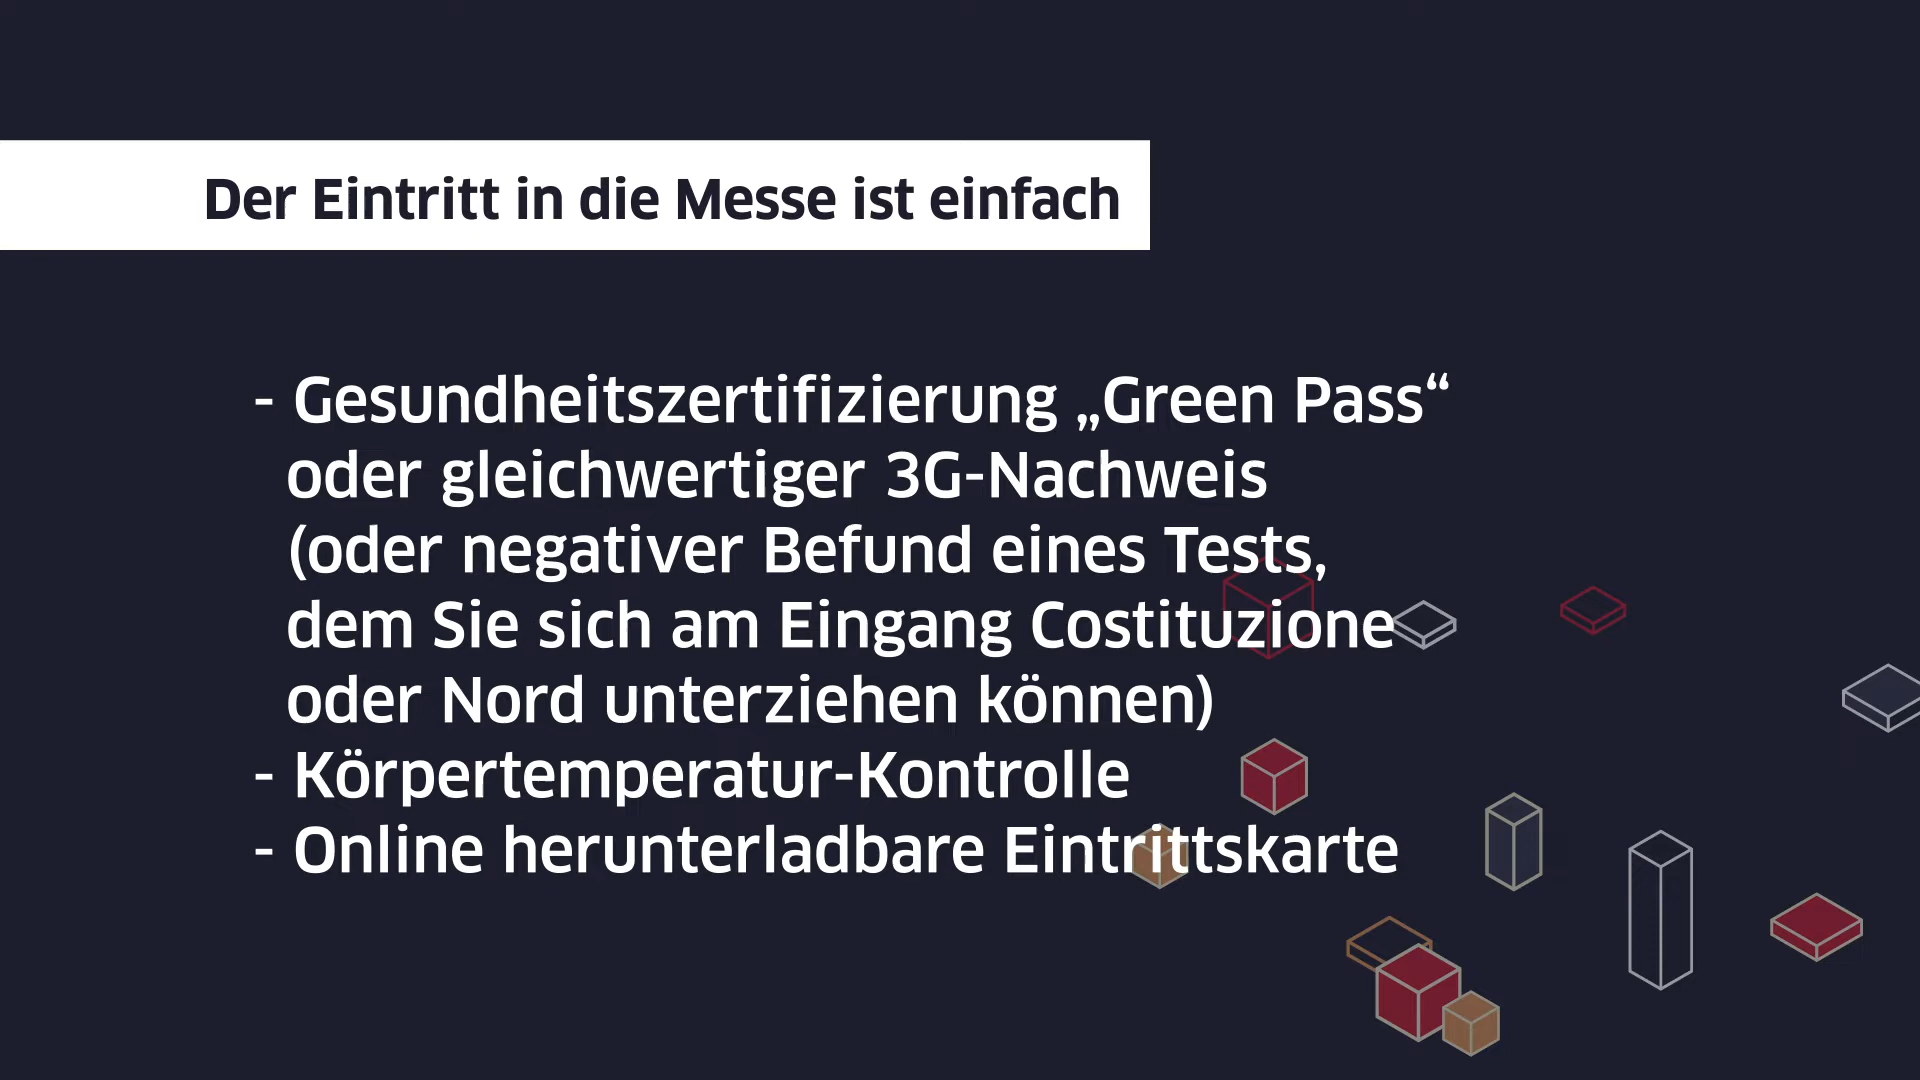 Der Eintritt in die Messe ist einfach
- Gesundheitszertifizierung „Green Pass“
oder gleichwertiger 3G-Nachweis
(oder negativer Befund eines Tests,
dem Sie sich am Eingang Costituzione
oder Nord unterziehen können)
- Körpertemperatur-Kontrolle
- Online herunterladbare Eintrittskarte